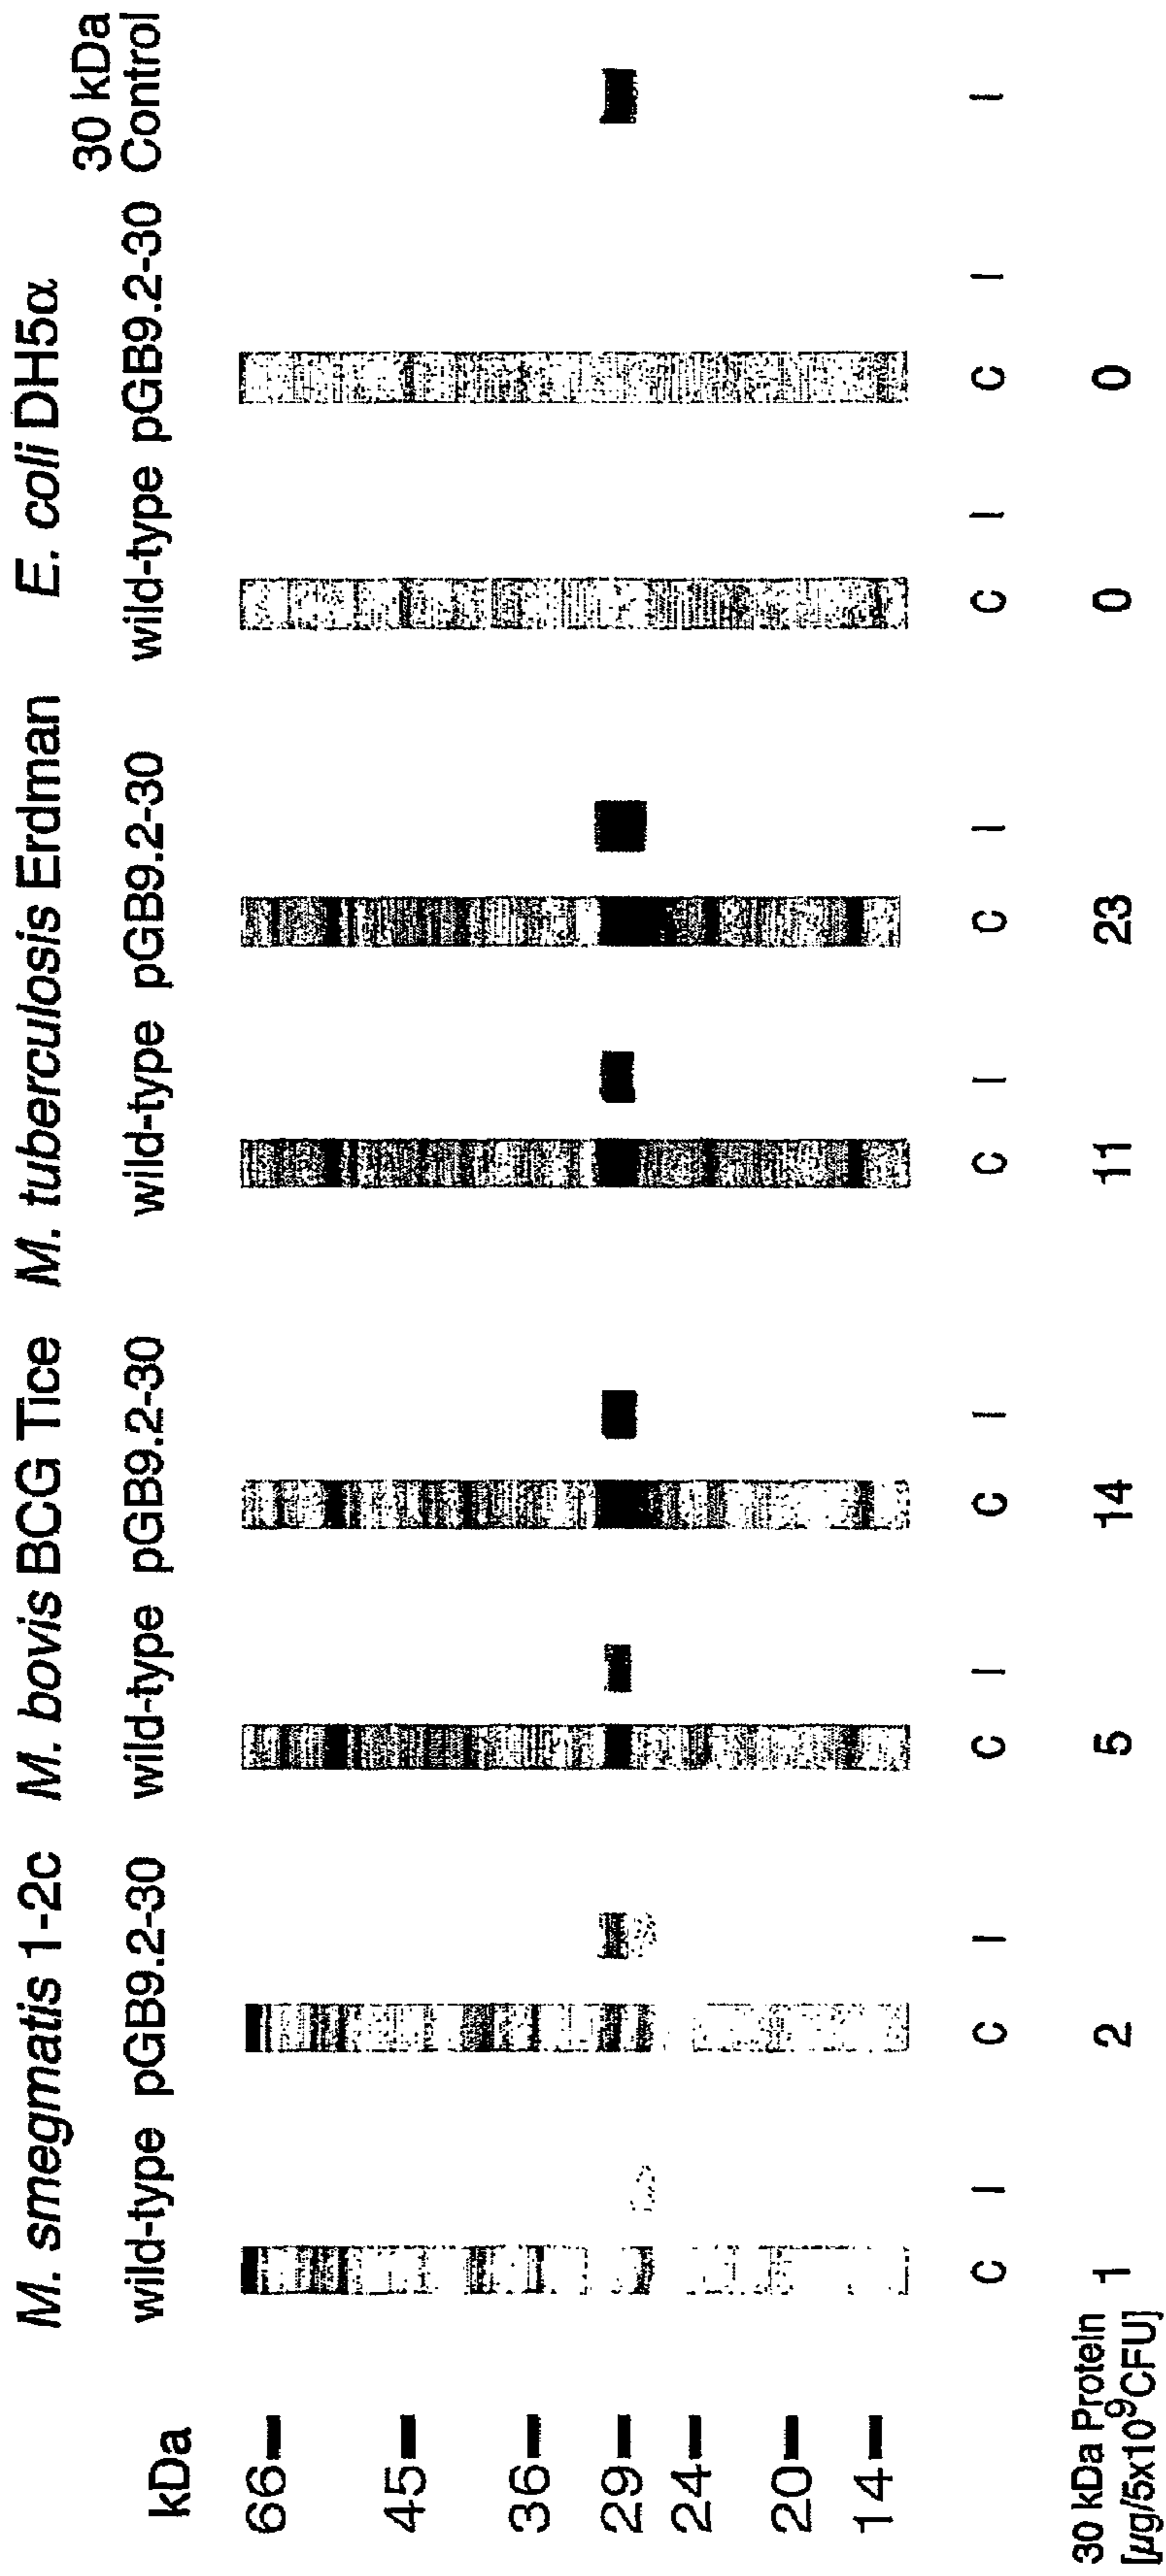 M. smegmatis 1-2c M. bovis BCG Tice M. tuberculosis Erdman E. coli DH5α
30 kDa
kDa wild-type pGB9.2-30 wild-type pGB9.2-30 wild-type pGB9.2-30 wild-type pGB9.2-30 Control
66
45
36
29
24
20
14
C I C I C I C I C I C I C I C I I
30 kDa Protein 1 2 5 14 11 23 0 0
[µg/5x10⁹CFU]